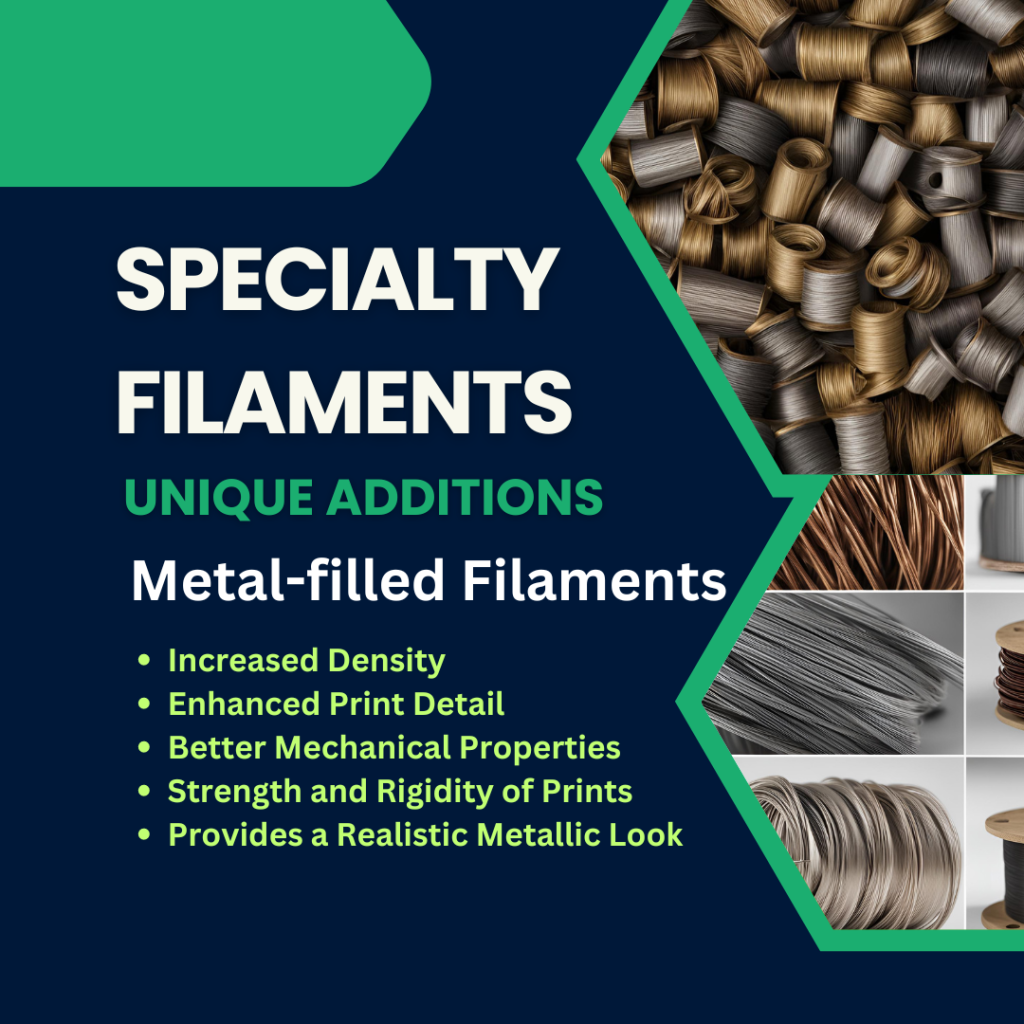 SPECIALTY
FILAMENTS
UNIQUE ADDITIONS
Metal-filled Filaments
• Increased Density
• Enhanced Print Detail
• Better Mechanical Properties
• Strength and Rigidity of Prints
• Provides a Realistic Metallic Look